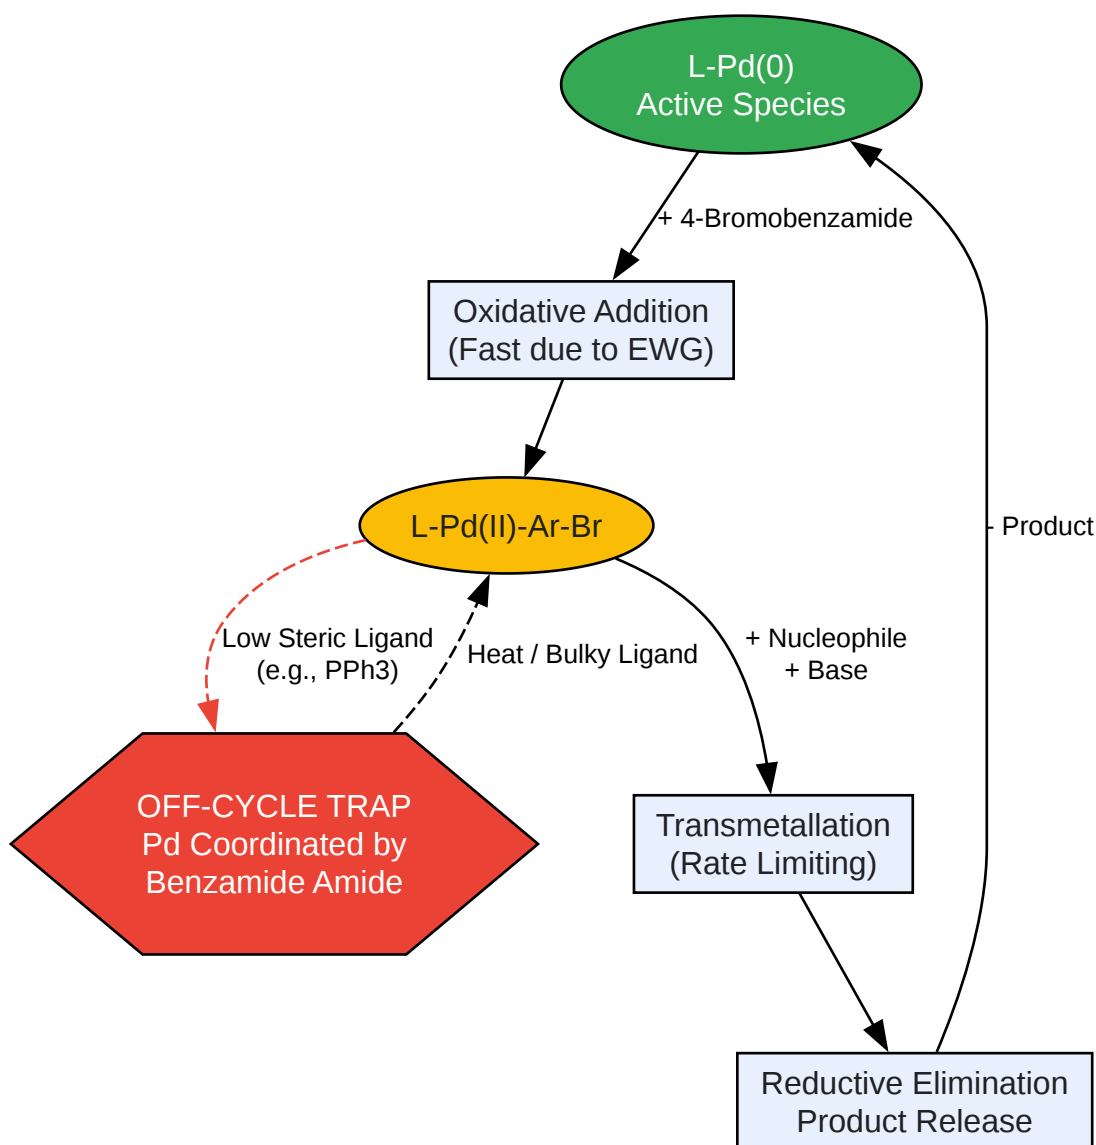 L-Pd(0)
Active Species
+ 4-Bromobenzamide
Oxidative Addition
(Fast due to EWG)
L-Pd(II)-Ar-Br
- Product
Low Steric Ligand
(e.g., PPh3)
Heat / Bulky Ligand
+ Nucleophile
+ Base
OFF-CYCLE TRAP
Pd Coordinated by
Benzamide Amide
Transmetallation
(Rate Limiting)
Reductive Elimination
Product Release